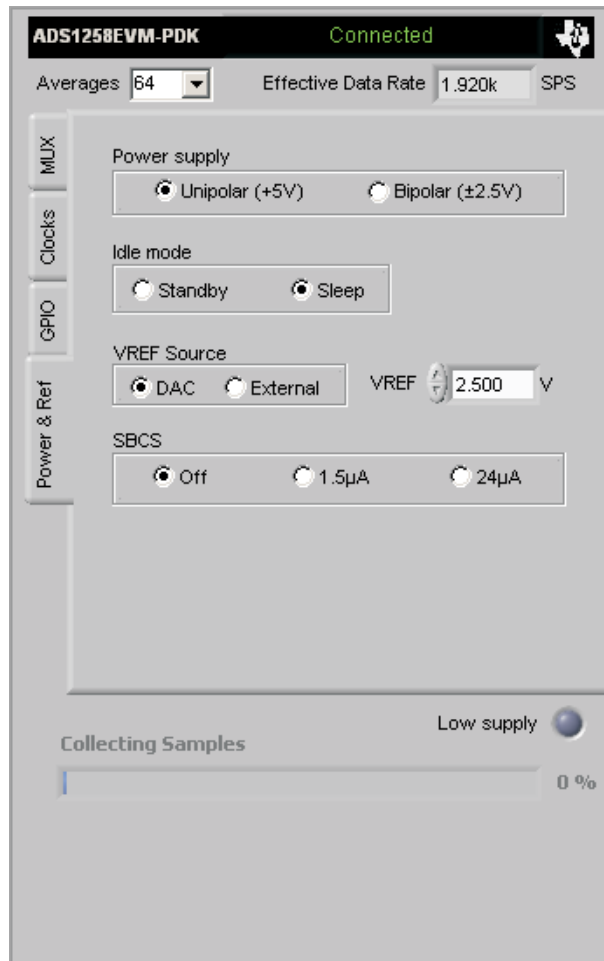 ADS1258EVM-PDK Connected
Averages 64 Effective Data Rate 1.920k SPS
MUX
Clocks
GPIO
Power & Ref
Power supply
Unipolar (+5V) Bipolar (±2.5V)
Idle mode
Standby Sleep
VREF Source
DAC External VREF 2.500 V
SBCS
Off 1.5µA 24µA
Low supply
Collecting Samples
0 %